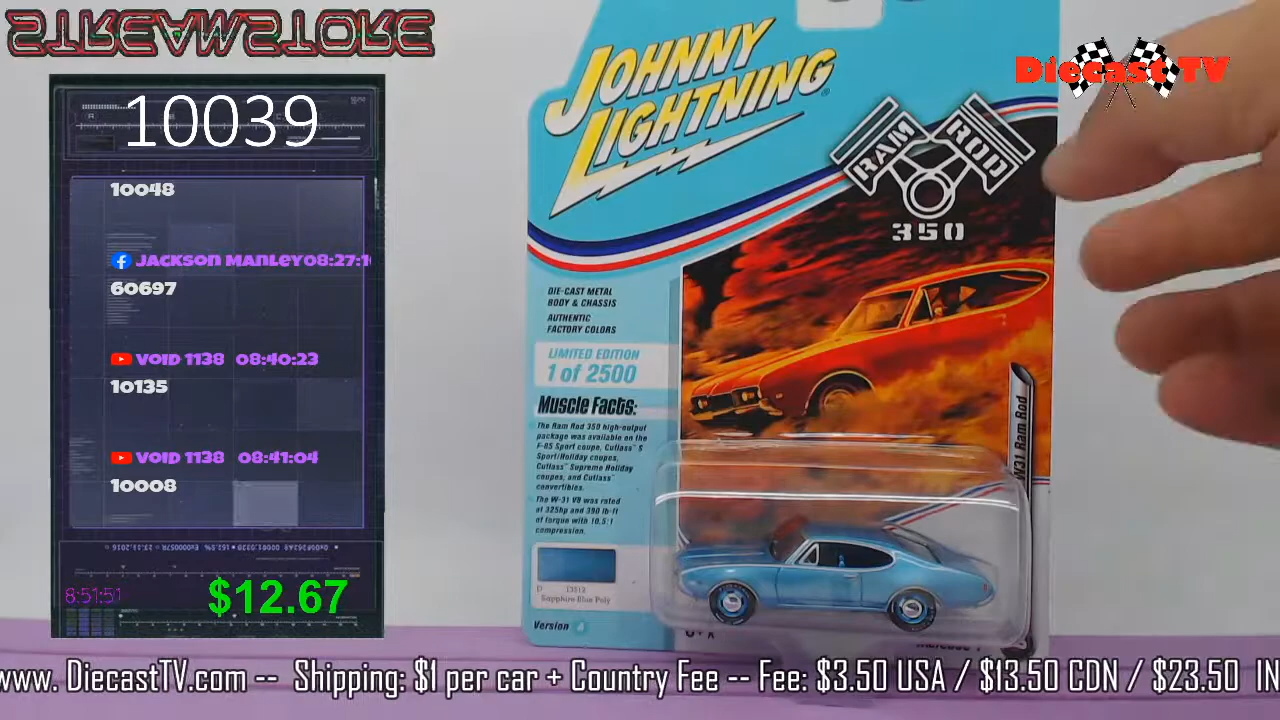 STREAMSTORE
10039
10048
Jackson Manley08:27:1
60697
Void 1138 08:40:23
10135
Void 1138 08:41:04
10008
8:51:51
$12.67
JOHNNY
LIGHTNING
RAM ROD
350
Diecast TV
DIE-CAST METAL
BODY & CHASSIS
AUTHENTIC
FACTORY COLORS
LIMITED EDITION
1 of 2500
Muscle Facts:
The Ram Rod 350 high-output
package was available on the
F-85 Sport coupe, Cutlass S
Sport/Holiday coupes,
Cutlass Supreme Holiday
coupes, and Cutlass
convertibles.
The W-31 V8 was rated
at 325hp and 390 lb-ft
of torque with 10.5:1
compression.
Sapphire Blue Poly
Version 4
W31 Ram Rod
www. DiecastTV.com -- Shipping: $1 per car + Country Fee -- Fee: $3.50 USA / $13.50 CDN / $23.50 IN